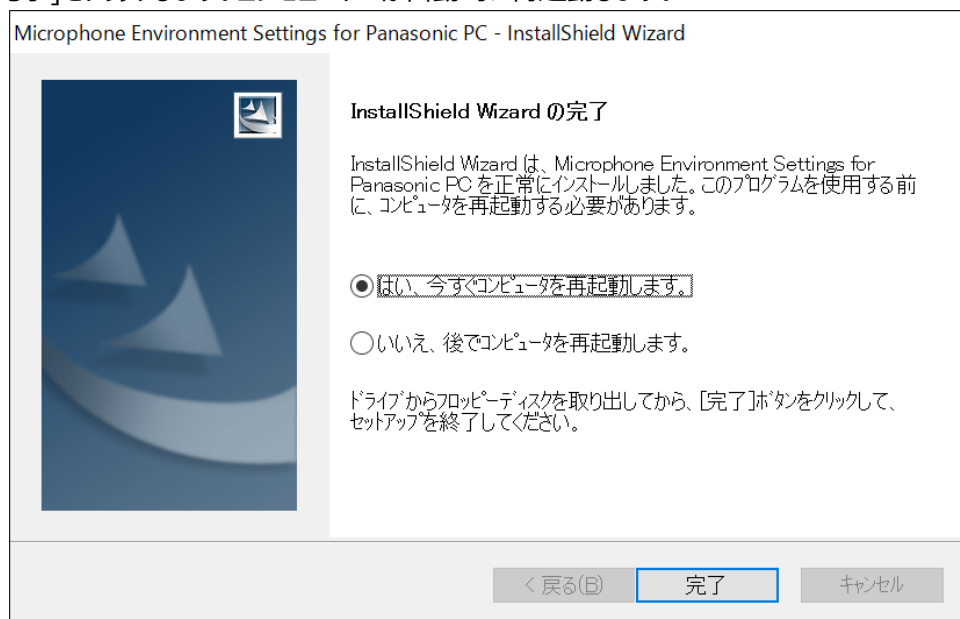 Microphone Environment Settings for Panasonic PC - InstallShield Wizard
InstallShield Wizard の完了
InstallShield Wizard は、Microphone Environment Settings for
Panasonic PC を正常にインストールしました。このプログラムを使用する前
に、コンピュータを再起動する必要があります。
はい、今すぐコンピュータを再起動します。
いいえ、後でコンピュータを再起動します。
ドライブからフロッピーディスクを取り出してから、[完了]ボタンをクリックして、
セットアップを終了してください。
< 戻る(B)
完了
キャンセル